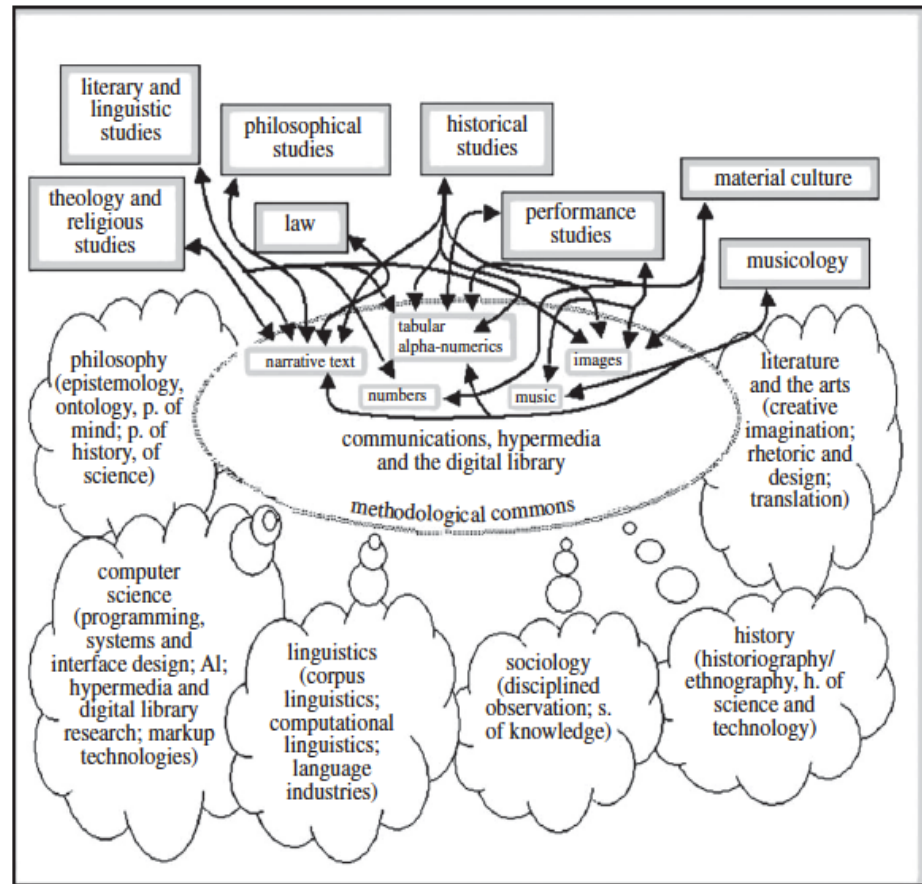 literary and
linguistic
studies
philosophical
studies
historical
studies
material culture
theology and
religious
studies
law
performance
studies
musicology
tabular
alpha-numerics
narrative text
images
numbers
music
communications, hypermedia
and the digital library
methodological commons
philosophy
(epistemology,
ontology, p. of
mind; p. of
history, of
science)
literature
and the arts
(creative
imagination;
rhetoric and
design;
translation)
computer
science
(programming,
systems and
interface design; AI;
hypermedia and
digital library
research; markup
technologies)
linguistics
(corpus
linguistics;
computational
linguistics;
language
industries)
sociology
(disciplined
observation; s.
of knowledge)
history
(historiography/
ethnography, h. of
science and
technology)